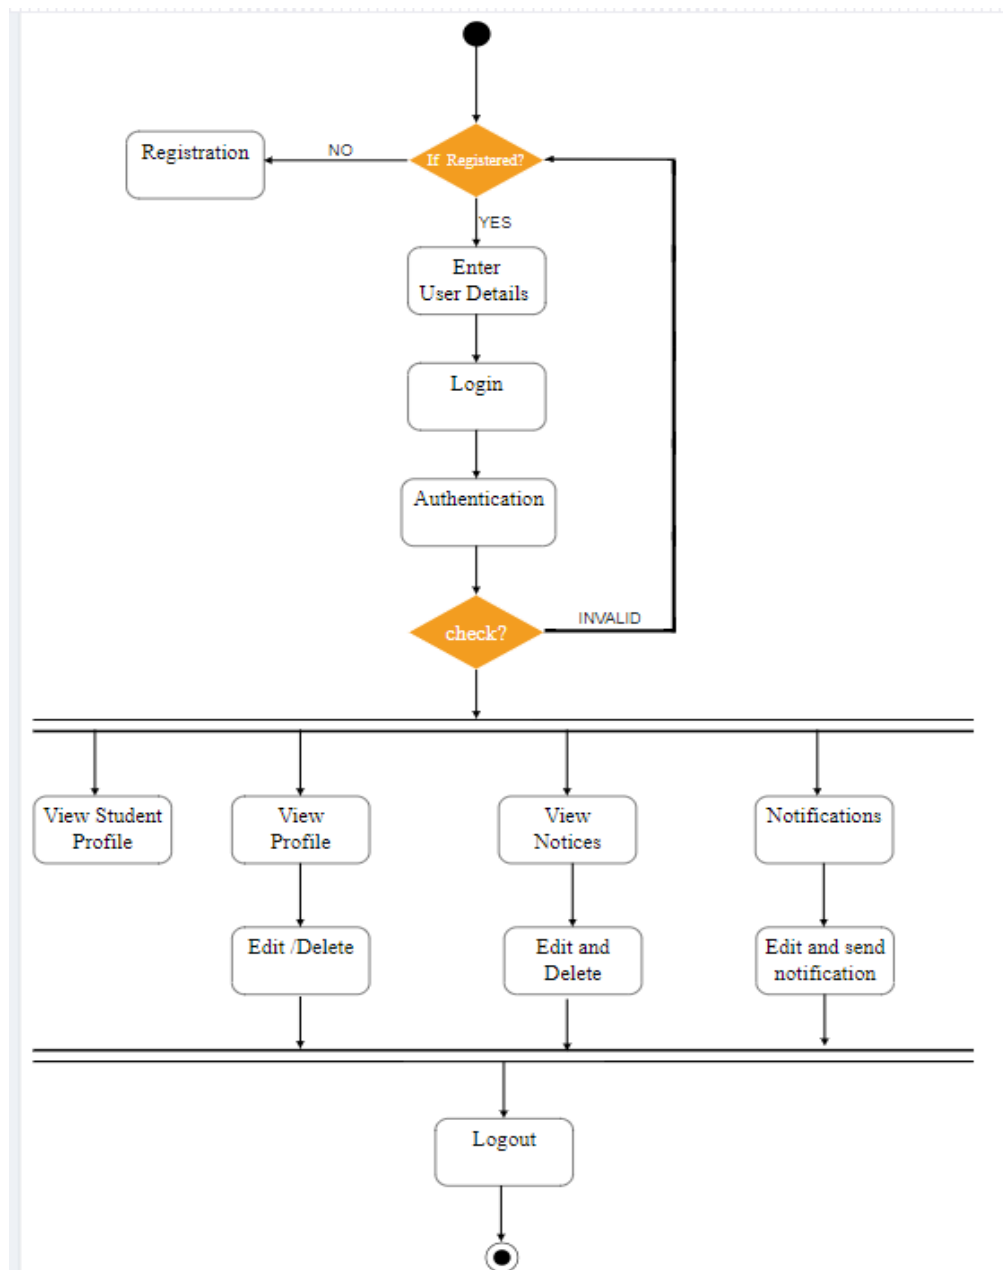 Registration
NO
If Registered?
YES
Enter
User Details
Login
Authentication
check?
INVALID
View Student
Profile
View
Profile
View
Notices
Notifications
Edit /Delete
Edit and
Delete
Edit and send
notification
Logout